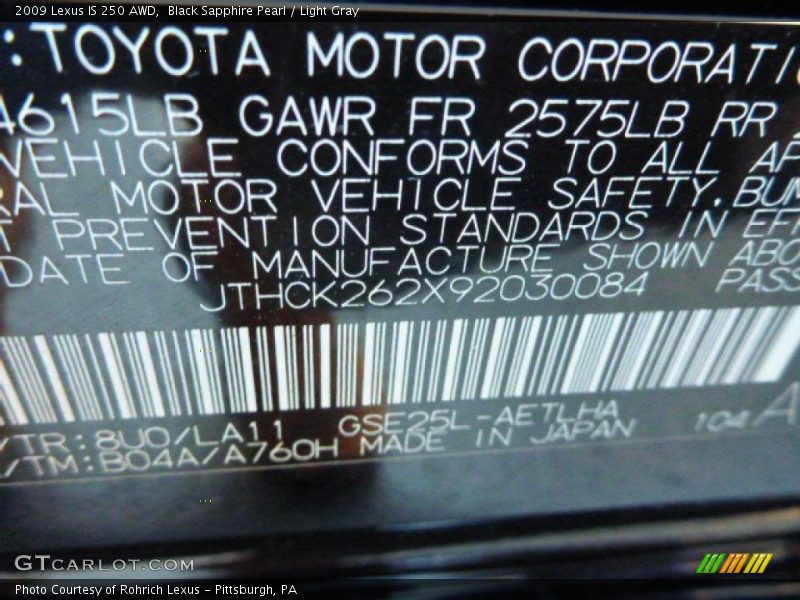 2009 Lexus IS 250 AWD,  Black Sapphire Pearl / Light Gray
:TOYOTA MOTOR CORPORATI
4615LB GAWR FR 2575LB RR
VEHICLE CONFORMS TO ALL AP
RAL MOTOR VEHICLE SAFETY.BUM
T PREVENTION STANDARDS IN EFF
DATE OF MANUFACTURE SHOWN ABO
JTHCK262X92030084 PASS
/TR:8U0/LA11 GSE25L-AETLHA 104 A
/TM:B04A/A760H MADE IN JAPAN
GTCARLOT.COM
Photo Courtesy of Rohrich Lexus - Pittsburgh, PA